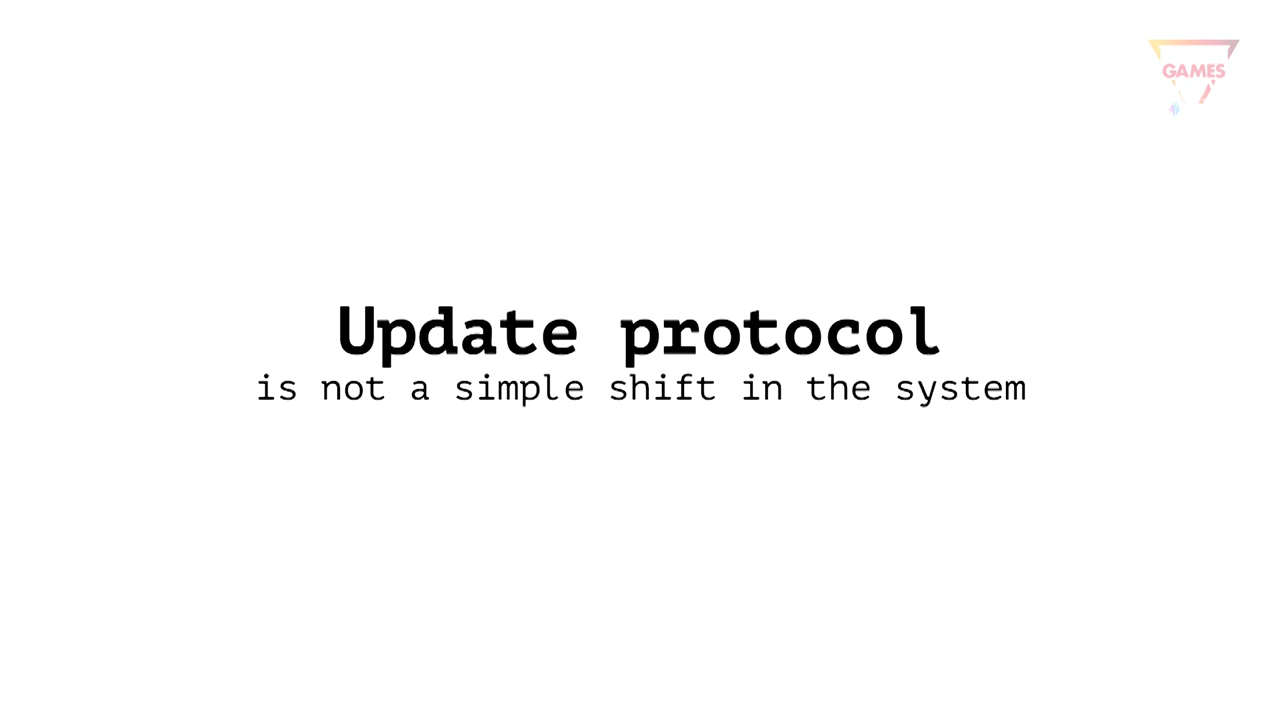 GAMES
Update protocol
is not a simple shift in the system